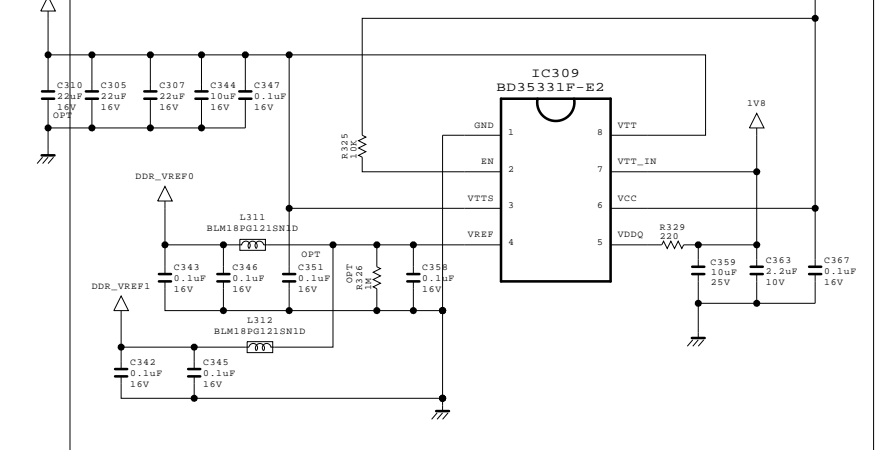 C310
22uF
16V
OPT
C305
22uF
16V
C307
22uF
16V
C344
10uF
16V
C347
0.1uF
16V
R325
10K
IC309
BD35331F-E2
GND
1
EN
2
VTTS
3
VREF
4
8
VTT
7
VTT_IN
6
VCC
5
VDDQ
1V8
R329
220
C359
10uF
25V
C363
2.2uF
10V
C367
0.1uF
16V
DDR_VREF0
L311
BLM18PG121SN1D
C343
0.1uF
16V
C346
0.1uF
16V
OPT
C351
0.1uF
16V
OPT
R326
1M
C358
0.1uF
16V
DDR_VREF1
L312
BLM18PG121SN1D
C342
0.1uF
16V
C345
0.1uF
16V